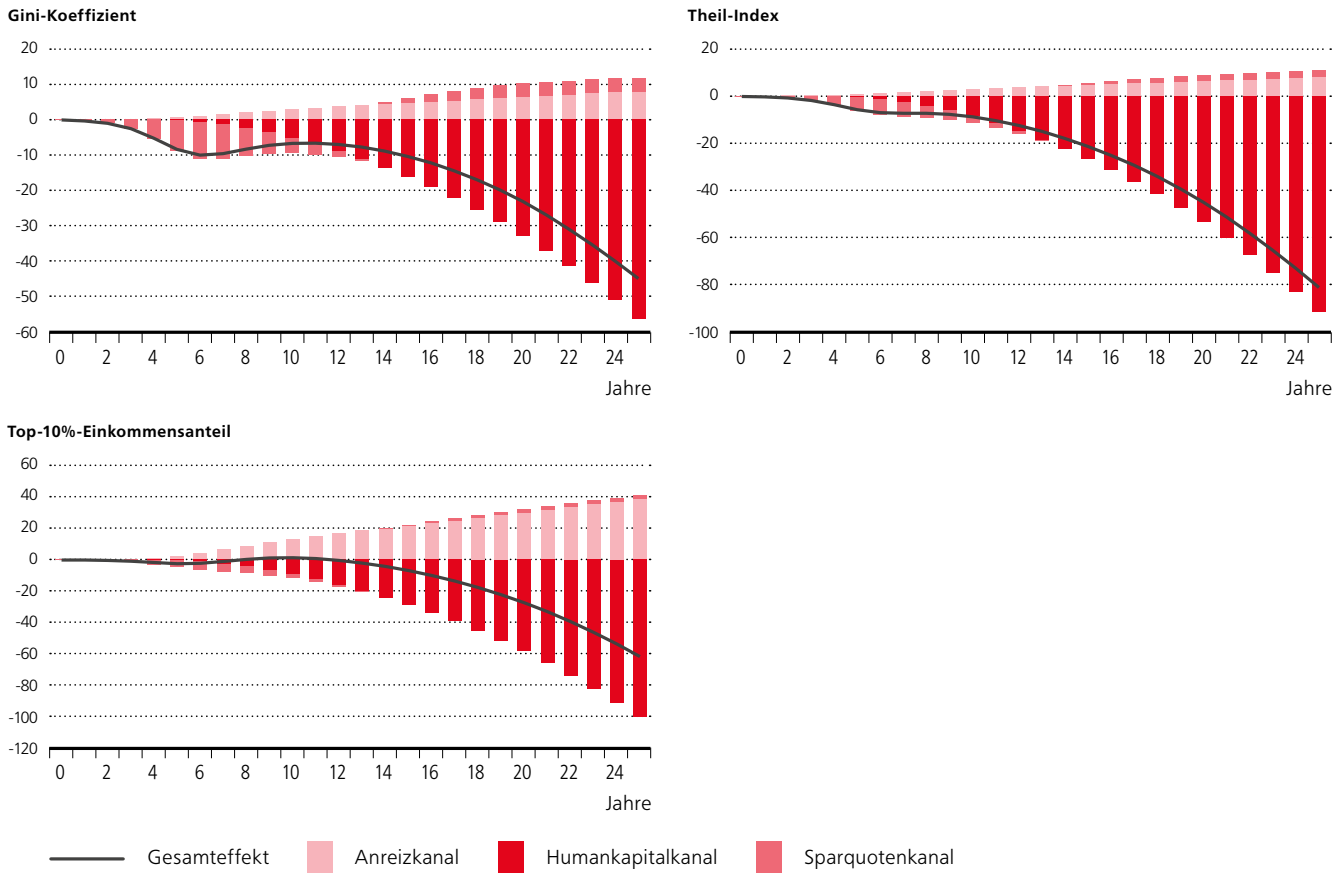 Gini-Koeffizient
20
10
0
-10
-20
-30
-40
-50
-60
0 2 4 6 8 10 12 14 16 18 20 22 24
Jahre
Theil-Index
20
0
-20
-40
-60
-80
-100
0 2 4 6 8 10 12 14 16 18 20 22 24
Jahre
Top-10%-Einkommensanteil
60
40
20
0
-20
-40
-60
-80
-100
-120
0 2 4 6 8 10 12 14 16 18 20 22 24
Jahre
Gesamteffekt Anreizkanal Humankapitalkanal Sparquotenkanal